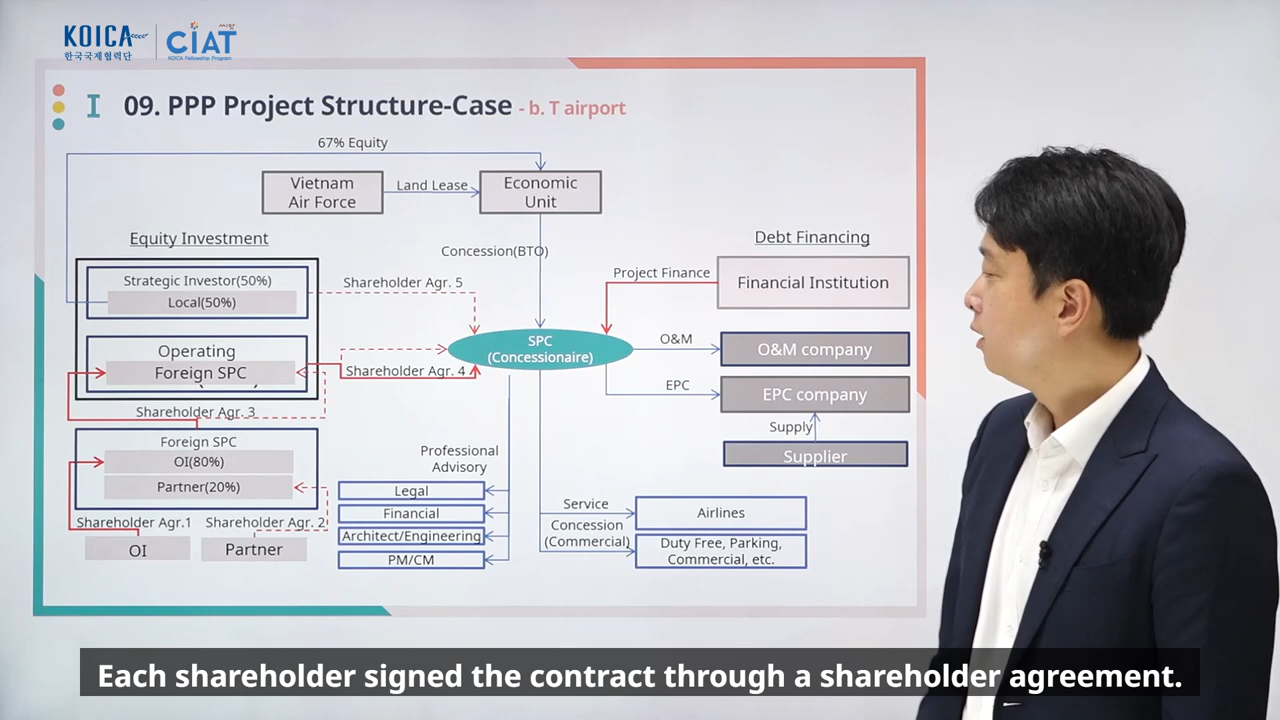 KOICA
한국국제협력단
씨앗
CIAT
KOICA Fellowship Program
I 09. PPP Project Structure-Case - b. T airport
67% Equity
Vietnam
Air Force
Land Lease
Economic
Unit
Equity Investment
Concession(BTO)
Debt Financing
Strategic Investor(50%)
Local(50%)
Shareholder Agr. 5
Project Finance
Financial Institution
Operating
Foreign SPC
Shareholder Agr. 4
SPC
(Concessionaire)
O&M
O&M company
EPC
EPC company
Shareholder Agr. 3
Supply
Supplier
Foreign SPC
OI(80%)
Partner(20%)
Shareholder Agr.1
Shareholder Agr. 2
OI
Partner
Professional
Advisory
Legal
Financial
Architect/Engineering
PM/CM
Service
Airlines
Concession
(Commercial)
Duty Free, Parking,
Commercial, etc.
Each shareholder signed the contract through a shareholder agreement.